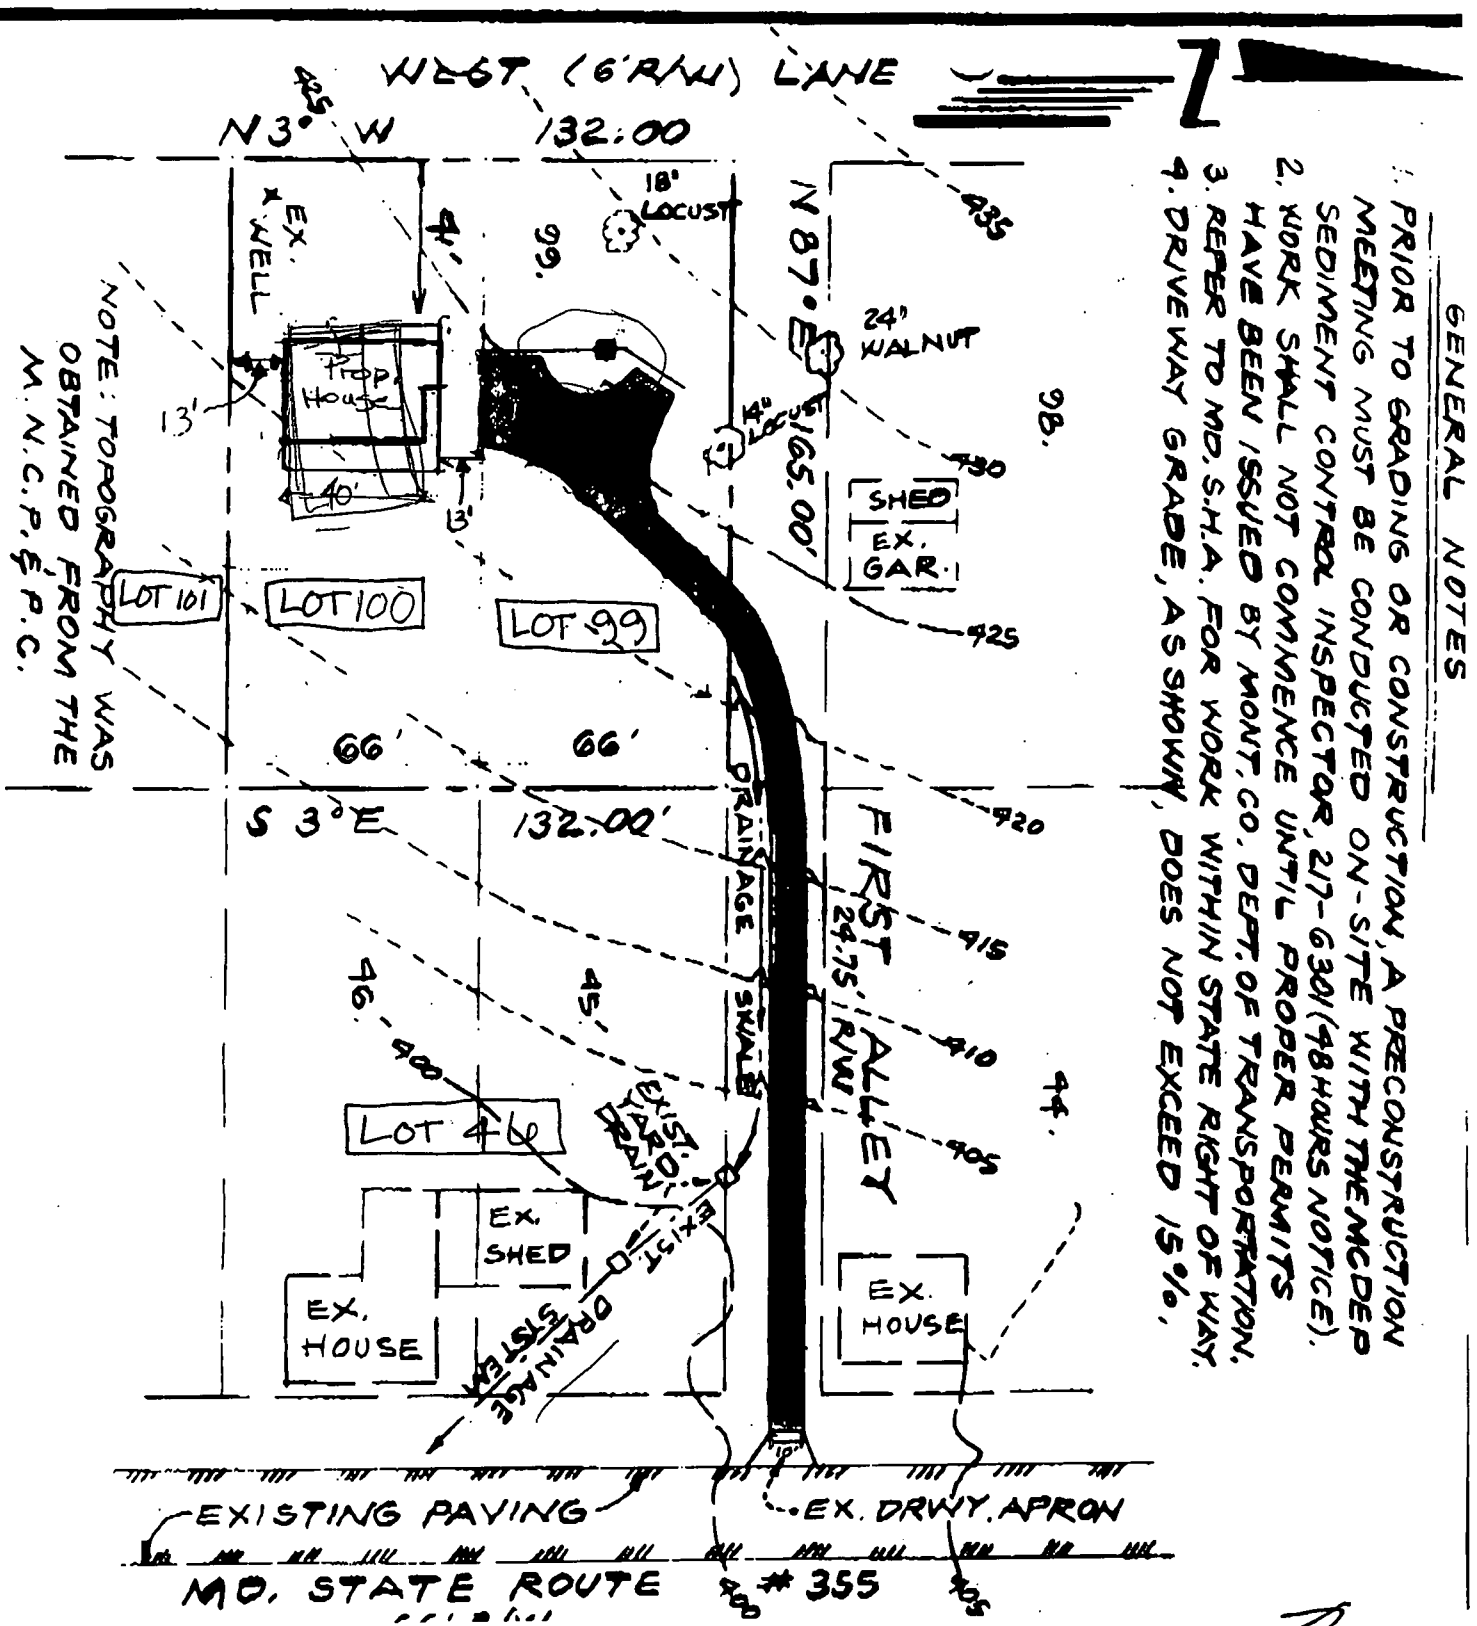 WEST (6'R/W) LANE
N
425
N 3° W 132.00
GENERAL NOTES
1. PRIOR TO GRADING OR CONSTRUCTION, A PRECONSTRUCTION
MEETING MUST BE CONDUCTED ON-SITE WITH THE MCDEP
SEDIMENT CONTROL INSPECTOR, 217-6301 (48 HOURS NOTICE).
2. WORK SHALL NOT COMMENCE UNTIL PROPER PERMITS
HAVE BEEN ISSUED BY MONT. CO. DEPT. OF TRANSPORTATION.
3. REFER TO MD. S.H.A. FOR WORK WITHIN STATE RIGHT OF WAY.
4. DRIVEWAY GRADE, AS SHOWN, DOES NOT EXCEED 15%.
18"
LOCUST
N 87° E
165.00'
435
EX.
WELL
99.
24"
WALNUT
14"
LOCUST
98.
430
Prop.
House
13'
40'
13'
SHED
EX.
GAR.
425
LOT 101
LOT 100
LOT 99
NOTE: TOPOGRAPHY WAS
OBTAINED FROM THE
M.N.C.P.&P.C.
66'
66'
S 3° E
132.00'
420
DRAINAGE SWALE
FIRST ALLEY
24.75' R/W
415
410
405
46.
45.
44.
400
LOT 46
EXIST.
YARD
DRAIN
EXIST.
DRAINAGE
SYSTEM
EX.
SHED
EX.
HOUSE
EX.
HOUSE
10'
EXISTING PAVING
EX. DRWY. APRON
MD. STATE ROUTE # 355
400
405